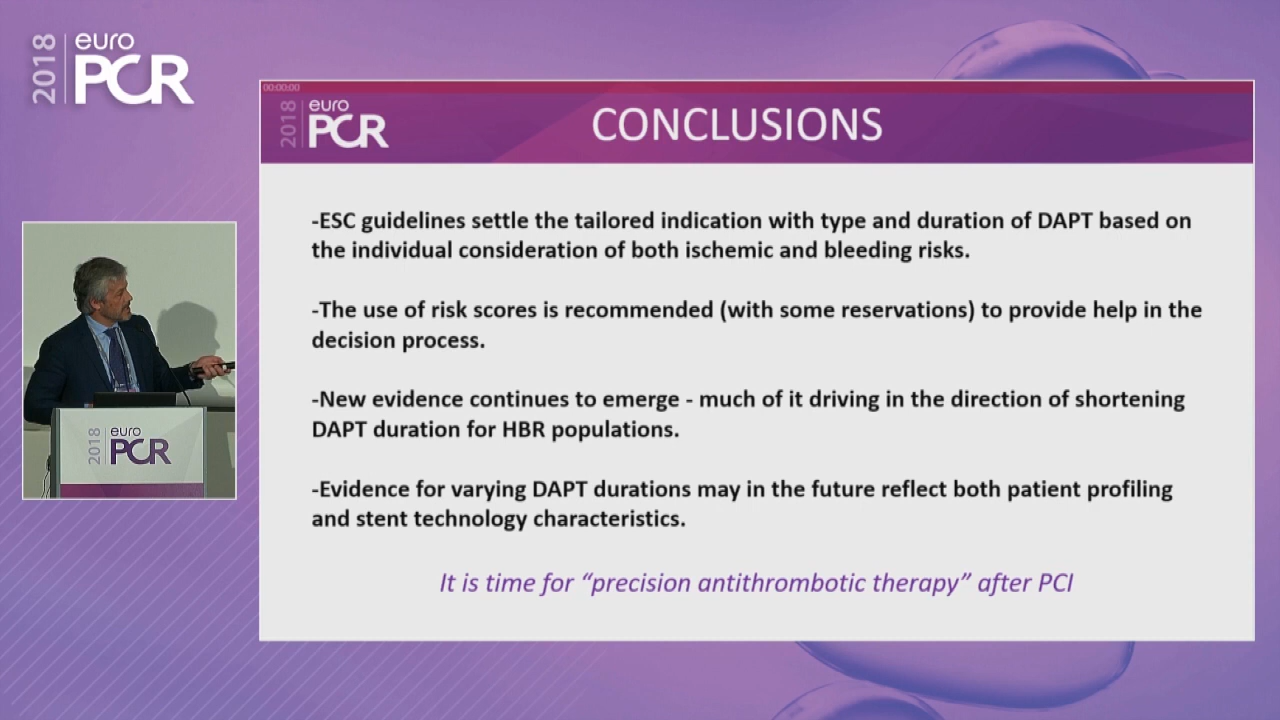 2018
euro
PCR
00:00:00
2018
euro
PCR
CONCLUSIONS
-ESC guidelines settle the tailored indication with type and duration of DAPT based on
the individual consideration of both ischemic and bleeding risks.
-The use of risk scores is recommended (with some reservations) to provide help in the
decision process.
-New evidence continues to emerge - much of it driving in the direction of shortening
DAPT duration for HBR populations.
-Evidence for varying DAPT durations may in the future reflect both patient profiling
and stent technology characteristics.
It is time for “precision antithrombotic therapy” after PCI
2018
euro
PCR